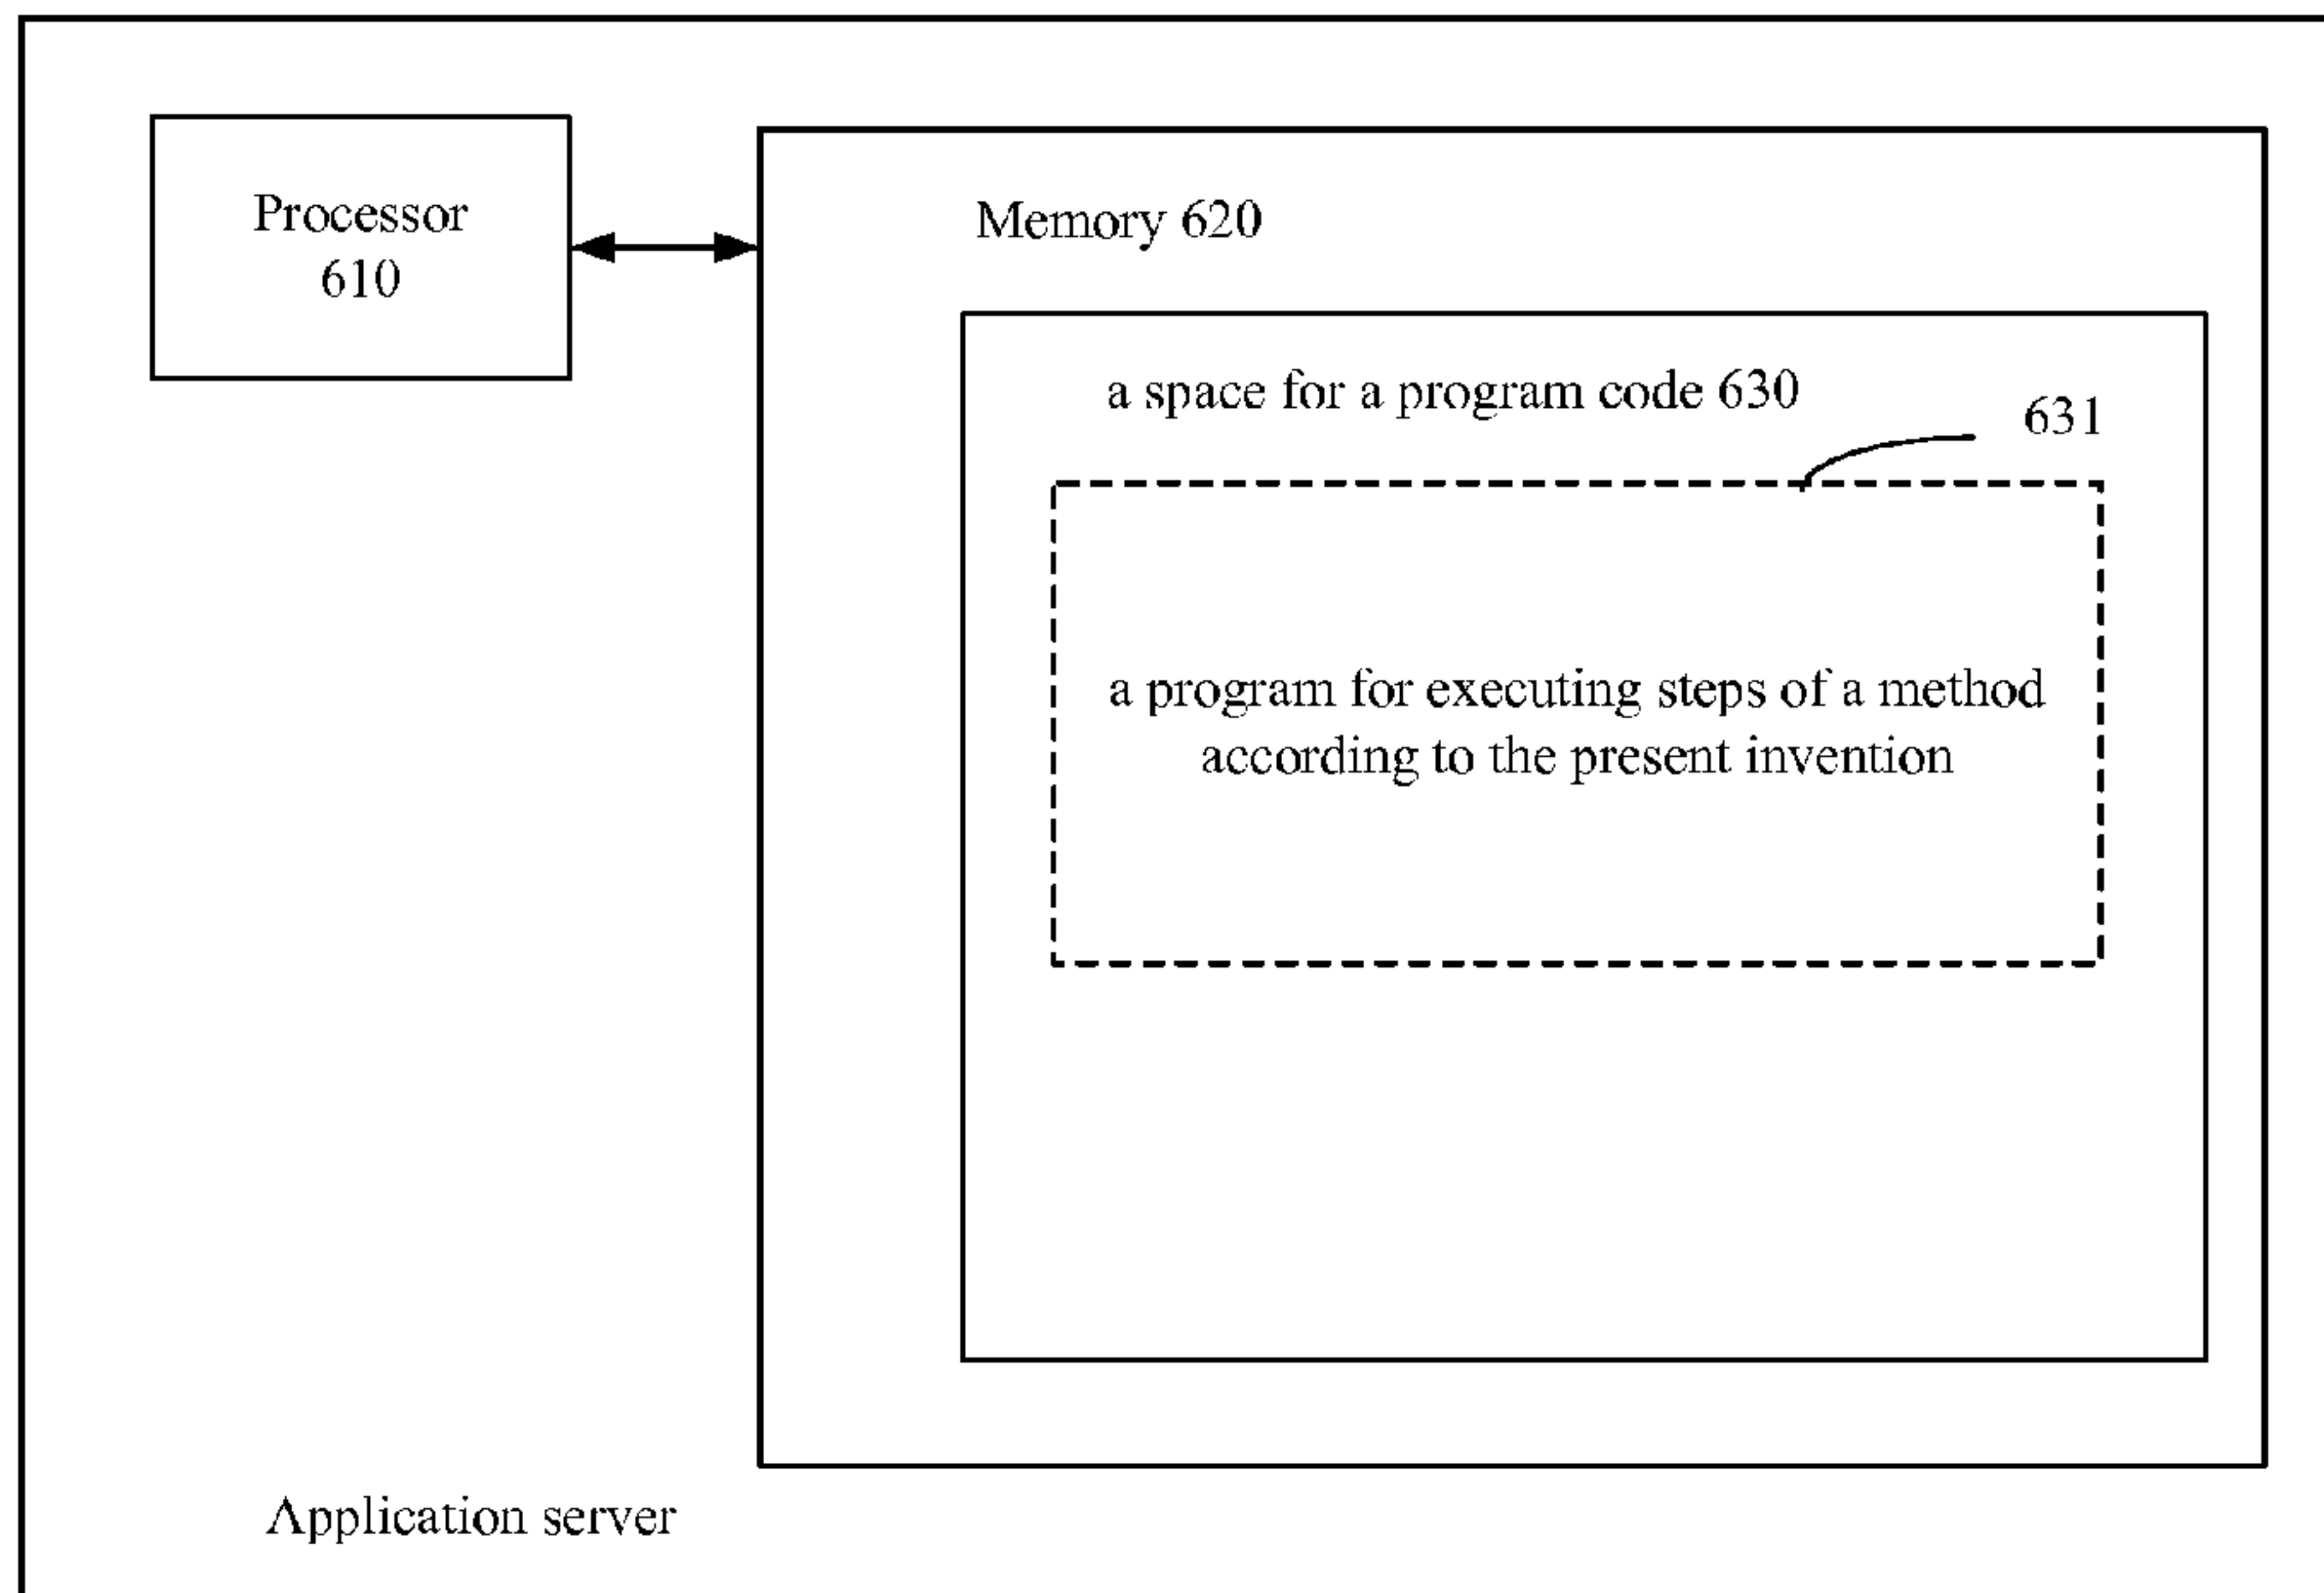 Processor
610
Memory 620
a space for a program code 630
631
a program for executing steps of a method
according to the present invention
Application server